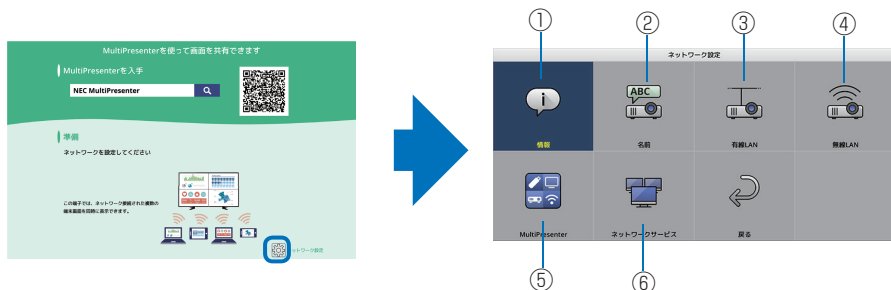 MultiPresenterを使って画面を共有できます
MultiPresenterを入手
NEC MultiPresenter
準備
ネットワークを設定してください
この端子では、ネットワーク接続された複数の
端末画面を同時に表示できます。
ネットワーク設定
① ② ③ ④
ネットワーク設定
ABC
情報 名前 有線LAN 無線LAN
MultiPresenter ネットワークサービス 戻る
⑤ ⑥